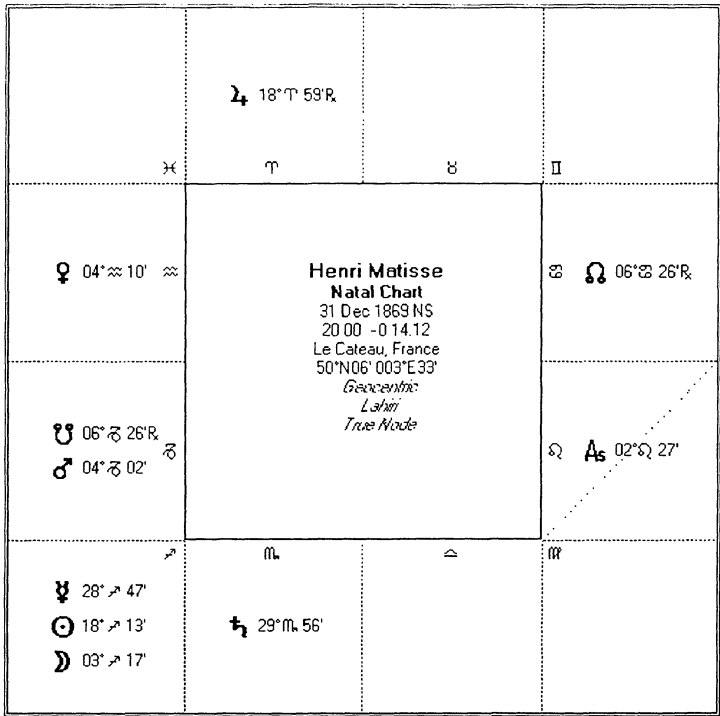 ♃ 18°♈ 59'℞
♓ ♈ ♉ ♊
♀ 04°♒ 10' ♒
Henri Matisse
Natal Chart
31 Dec 1869 NS
20 00 -0 14.12
Le Cateau, France
50°N06' 003°E33'
Geocentric
Lahiri
True Node
♋ ☊ 06°♋ 26'℞
☋ 06°♑ 26'℞
♂ 04°♑ 02'
♑
♌ As 02°♌ 27'
♐ ♏ ♎ ♍
☿ 28°♐ 47'
☉ 18°♐ 13'
☽ 03°♐ 17'
♄ 29°♏ 56'